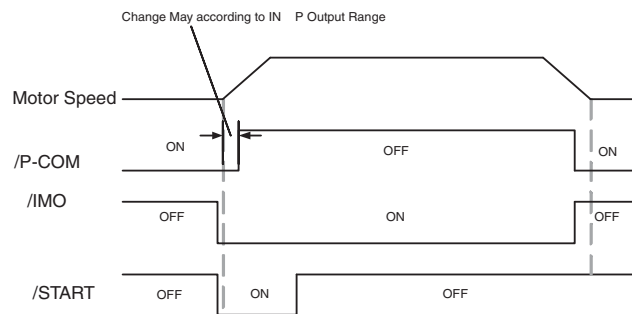 Change May according to IN P Output Range
Motor Speed
ON
OFF
ON
/P-COM
/IMO
OFF
ON
OFF
/START
OFF
ON
OFF